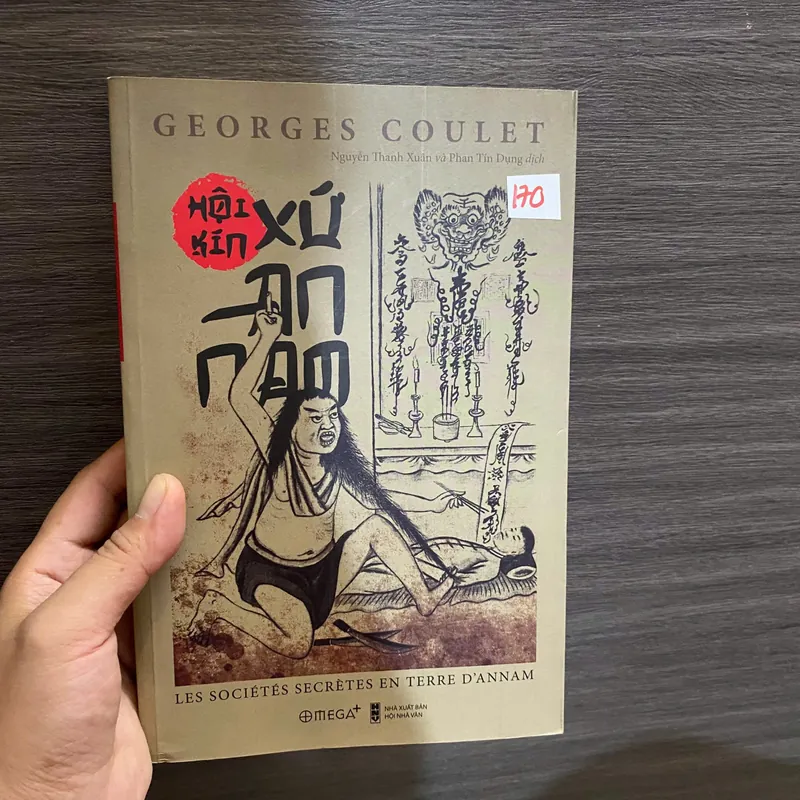 GEORGES COULET
Nguyễn Thanh Xuân và Phan Tín Dụng dịch
170
HỘI
KÍN
XỨ
AN
NAM
LES SOCIÉTÉS SECRÈTES EN TERRE D'ANNAM
OMEGA+
HNV
NHÀ XUẤT BẢN
HỘI NHÀ VĂN